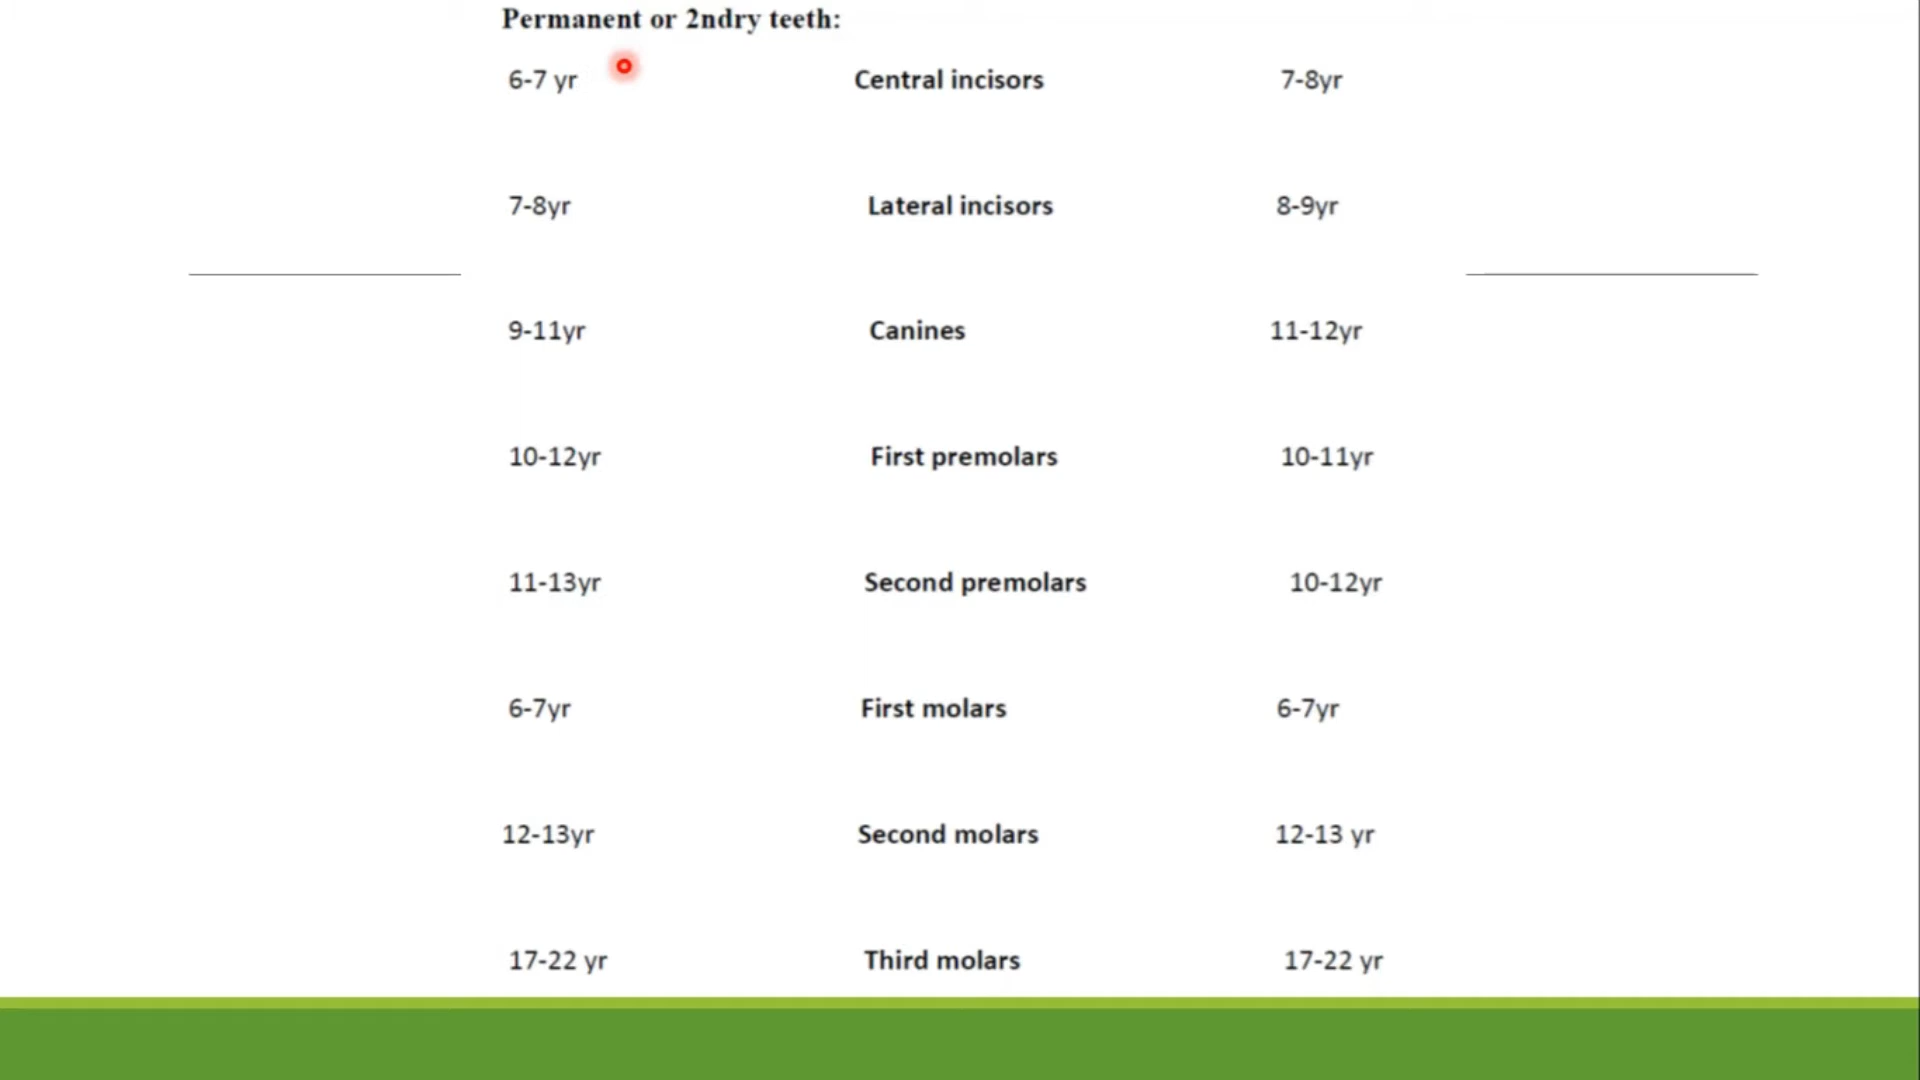 Permanent or 2ndry teeth:
6-7 yr Central incisors 7-8yr
7-8yr Lateral incisors 8-9yr
9-11yr Canines 11-12yr
10-12yr First premolars 10-11yr
11-13yr Second premolars 10-12yr
6-7yr First molars 6-7yr
12-13yr Second molars 12-13 yr
17-22 yr Third molars 17-22 yr